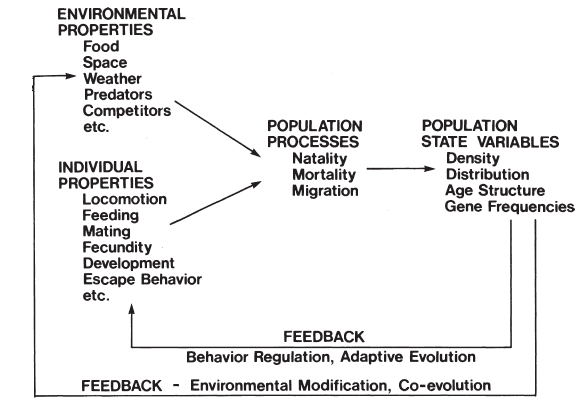 ENVIRONMENTAL
PROPERTIES
Food
Space
Weather
Predators
Competitors
etc.
INDIVIDUAL
PROPERTIES
Locomotion
Feeding
Mating
Fecundity
Development
Escape Behavior
etc.
POPULATION
PROCESSES
Natality
Mortality
Migration
POPULATION
STATE VARIABLES
Density
Distribution
Age Structure
Gene Frequencies
FEEDBACK
Behavior Regulation, Adaptive Evolution
FEEDBACK - Environmental Modification, Co-evolution